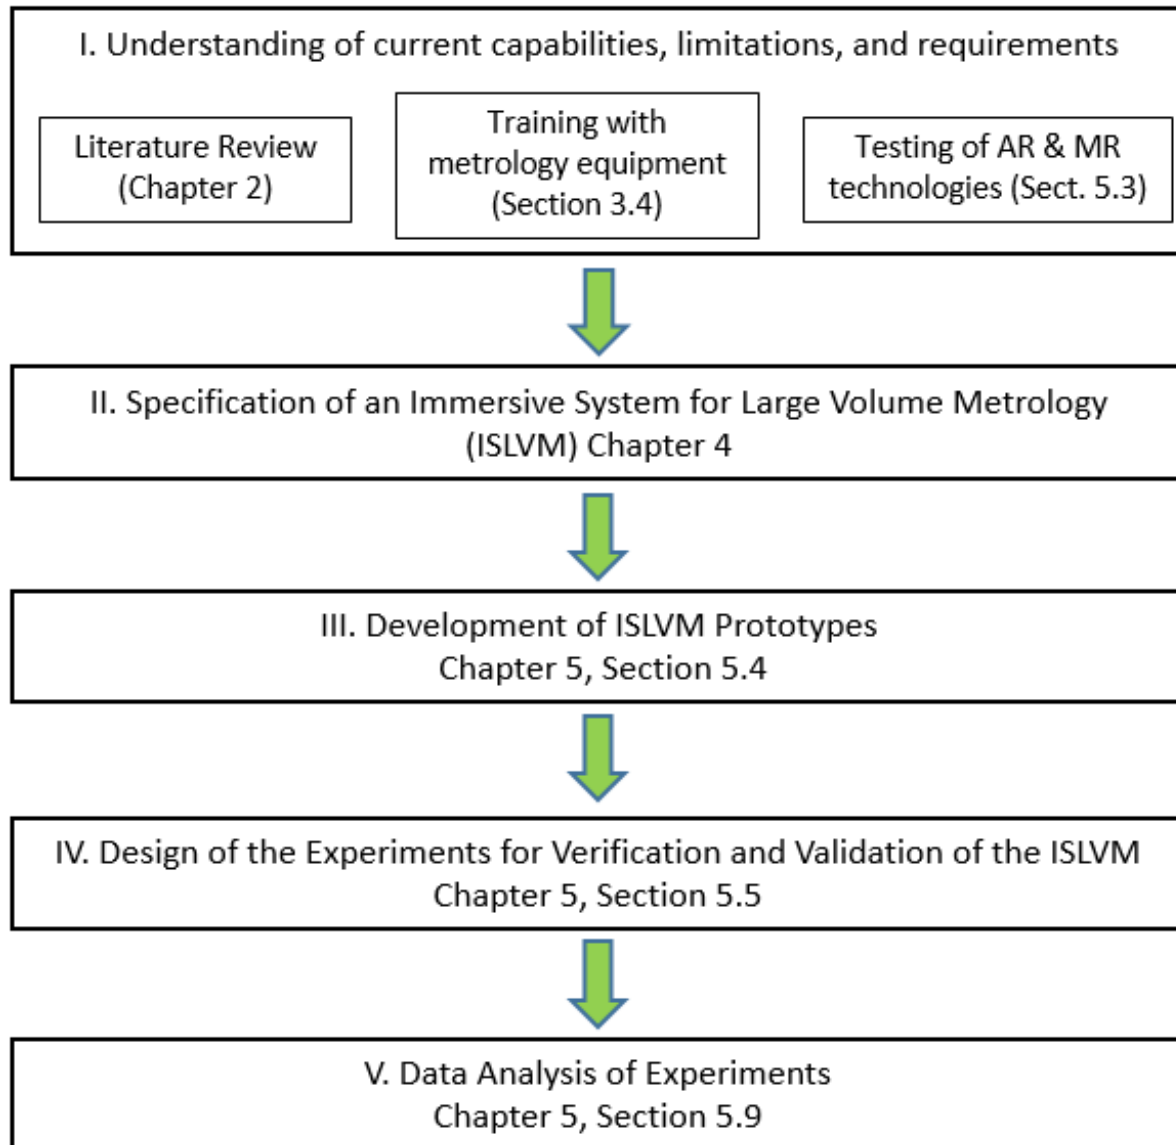 I. Understanding of current capabilities, limitations, and requirements
Literature Review
(Chapter 2)
Training with
metrology equipment
(Section 3.4)
Testing of AR & MR
technologies (Sect. 5.3)
II. Specification of an Immersive System for Large Volume Metrology
(ISLVM) Chapter 4
III. Development of ISLVM Prototypes
Chapter 5, Section 5.4
IV. Design of the Experiments for Verification and Validation of the ISLVM
Chapter 5, Section 5.5
V. Data Analysis of Experiments
Chapter 5, Section 5.9